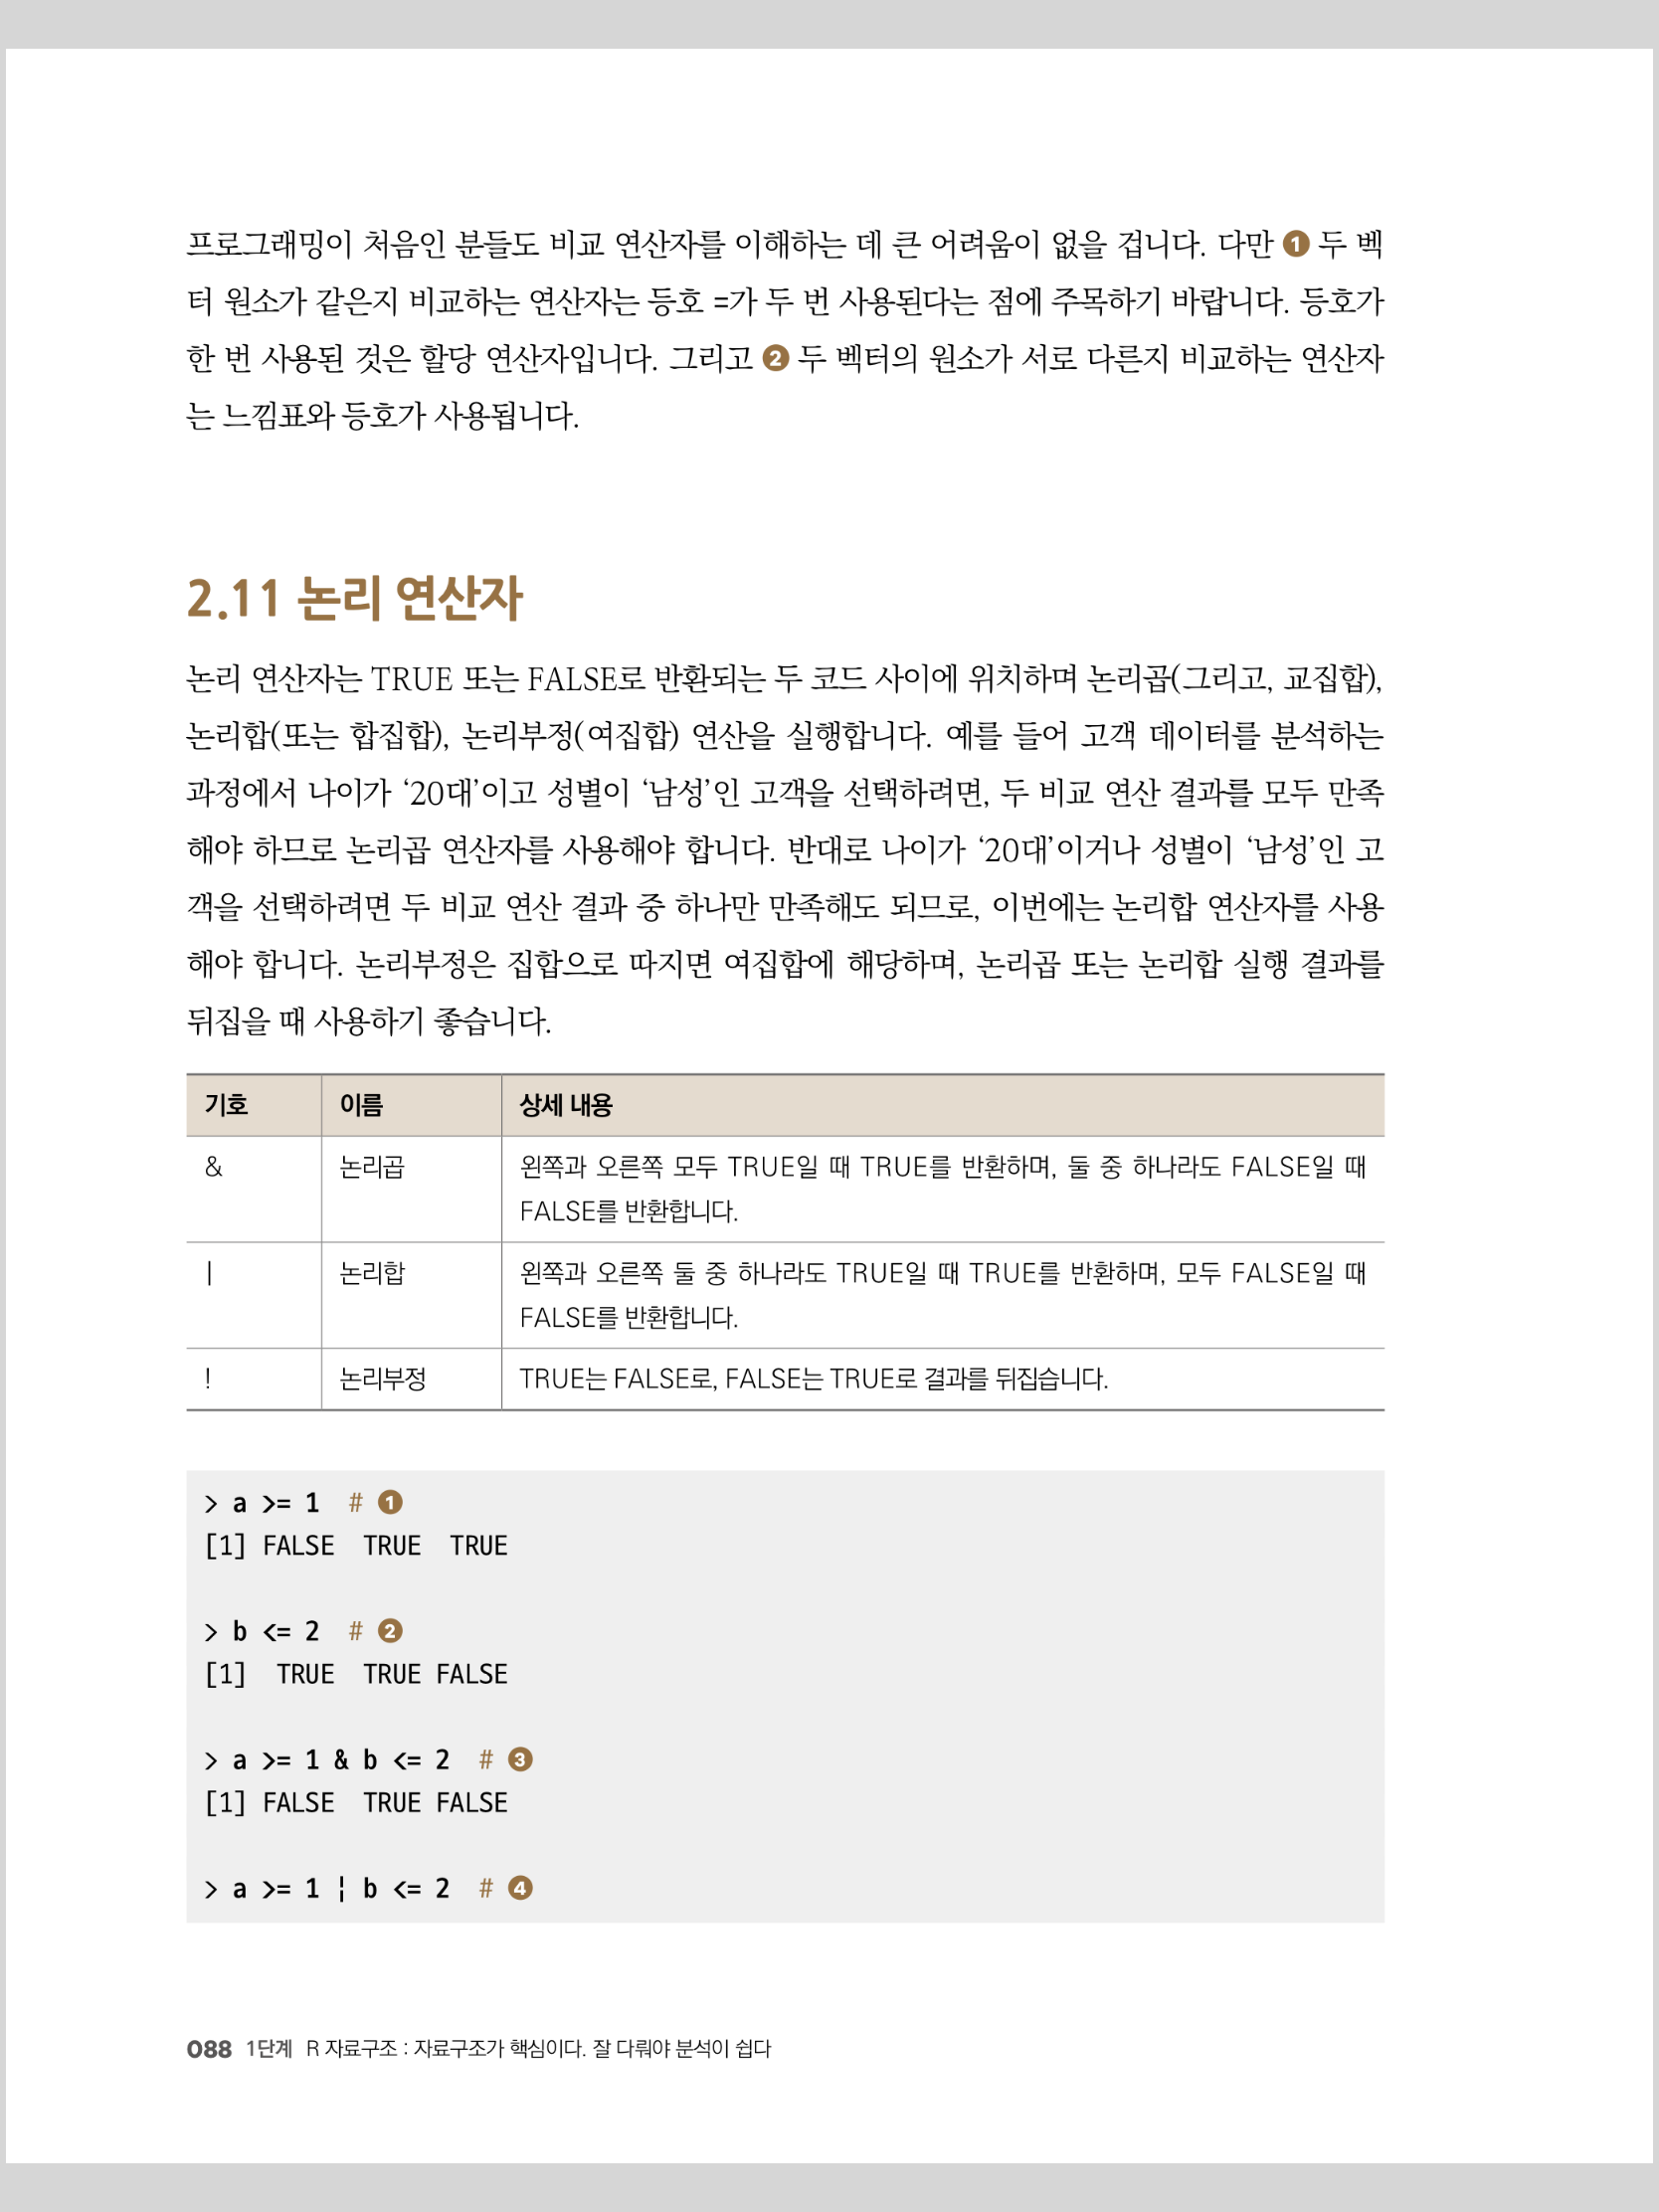 프로그래밍이 처음인 분들도 비교 연산자를 이해하는 데 큰 어려움이 없을 겁니다. 다만 ❶ 두 벡
터 원소가 같은지 비교하는 연산자는 등호 =가 두 번 사용된다는 점에 주목하기 바랍니다. 등호가
한 번 사용된 것은 할당 연산자입니다. 그리고 ❷ 두 벡터의 원소가 서로 다른지 비교하는 연산자
는 느낌표와 등호가 사용됩니다.
2.11 논리 연산자
논리 연산자는 TRUE 또는 FALSE로 반환되는 두 코드 사이에 위치하며 논리곱(그리고, 교집합),
논리합(또는 합집합), 논리부정(여집합) 연산을 실행합니다. 예를 들어 고객 데이터를 분석하는
과정에서 나이가 ‘20대’이고 성별이 ‘남성’인 고객을 선택하려면, 두 비교 연산 결과를 모두 만족
해야 하므로 논리곱 연산자를 사용해야 합니다. 반대로 나이가 ‘20대’이거나 성별이 ‘남성’인 고
객을 선택하려면 두 비교 연산 결과 중 하나만 만족해도 되므로, 이번에는 논리합 연산자를 사용
해야 합니다. 논리부정은 집합으로 따지면 여집합에 해당하며, 논리곱 또는 논리합 실행 결과를
뒤집을 때 사용하기 좋습니다.
기호 이름 상세 내용
& 논리곱 왼쪽과 오른쪽 모두 TRUE일 때 TRUE를 반환하며, 둘 중 하나라도 FALSE일 때
FALSE를 반환합니다.
| 논리합 왼쪽과 오른쪽 둘 중 하나라도 TRUE일 때 TRUE를 반환하며, 모두 FALSE일 때
FALSE를 반환합니다.
! 논리부정 TRUE는 FALSE로, FALSE는 TRUE로 결과를 뒤집습니다.
> a >= 1 # ❶
[1] FALSE TRUE TRUE
> b <= 2 # ❷
[1] TRUE TRUE FALSE
> a >= 1 & b <= 2 # ❸
[1] FALSE TRUE FALSE
> a >= 1 ¦ b <= 2 # ❹
088 1단계 R 자료구조 : 자료구조가 핵심이다. 잘 다뤄야 분석이 쉽다